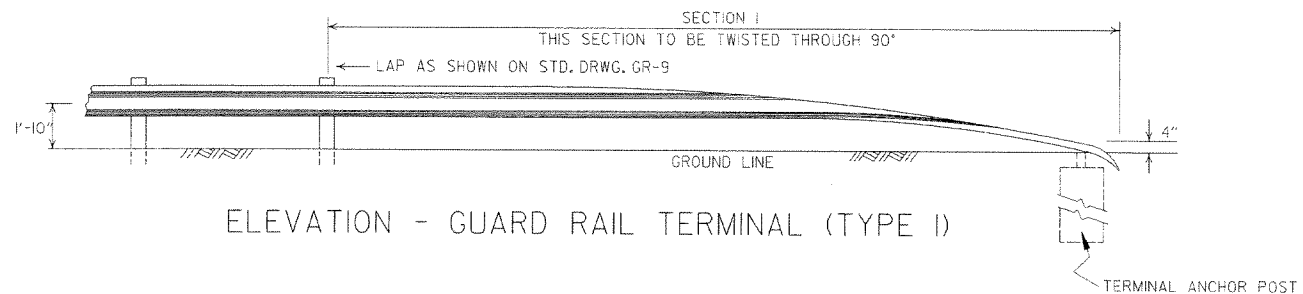 SECTION I
THIS SECTION TO BE TWISTED THROUGH 90°
LAP AS SHOWN ON STD. DRWG. GR-9
1'-10"
4"
GROUND LINE
ELEVATION - GUARD RAIL TERMINAL (TYPE I)
TERMINAL ANCHOR POST